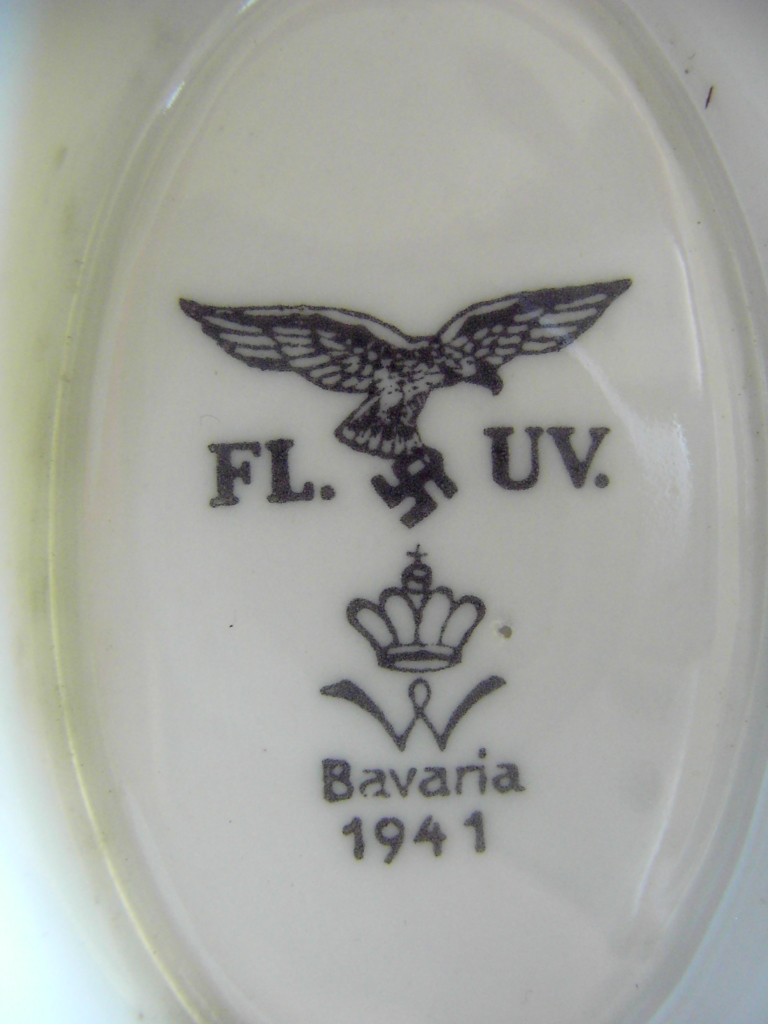 FL. UV.
W
Bavaria
1941